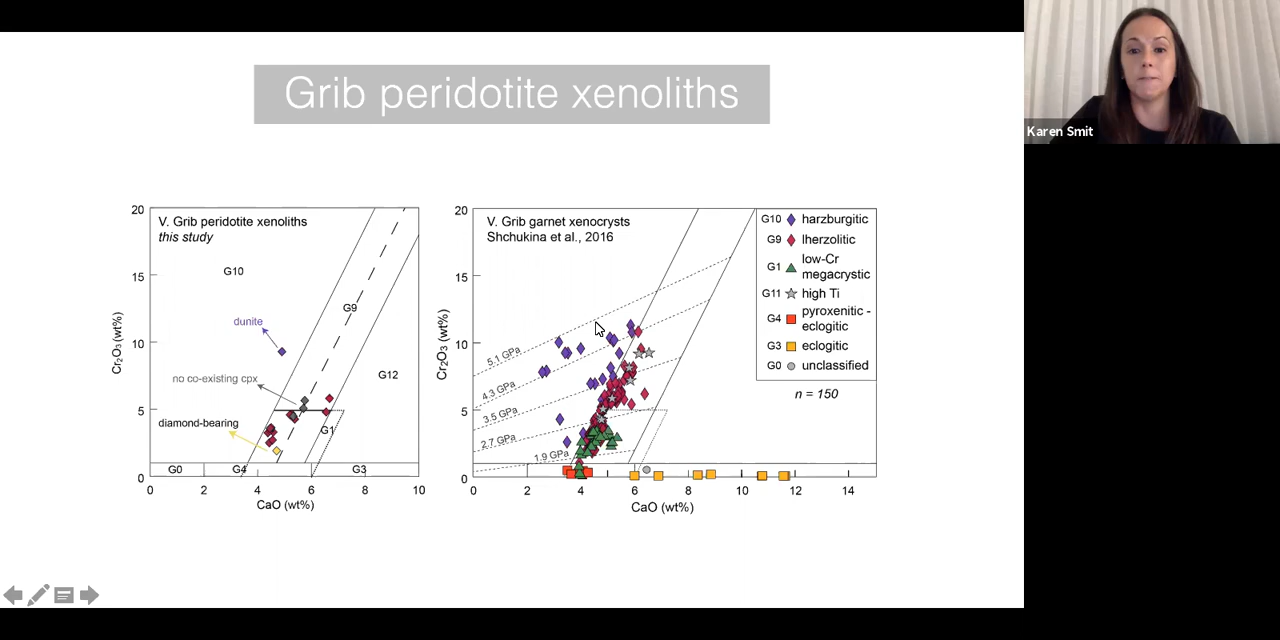 Grib peridotite xenoliths
Karen Smit
20
15
10
5
0
Cr₂O₃ (wt%)
V. Grib peridotite xenoliths
this study
G10
G9
dunite
no co-existing cpx
G12
diamond-bearing
G1
G0
G4
G3
0
2
4
6
8
10
CaO (wt%)
20
15
10
5
0
Cr₂O₃ (wt%)
V. Grib garnet xenocrysts
Shchukina et al., 2016
5.1 GPa
4.3 GPa
3.5 GPa
2.7 GPa
1.9 GPa
0
2
4
6
8
10
12
14
CaO (wt%)
G10 harzburgitic
G9 lherzolitic
G1 low-Cr
megacrystic
G11 high Ti
G4 pyroxenitic -
eclogitic
G3 eclogitic
G0 unclassified
n = 150